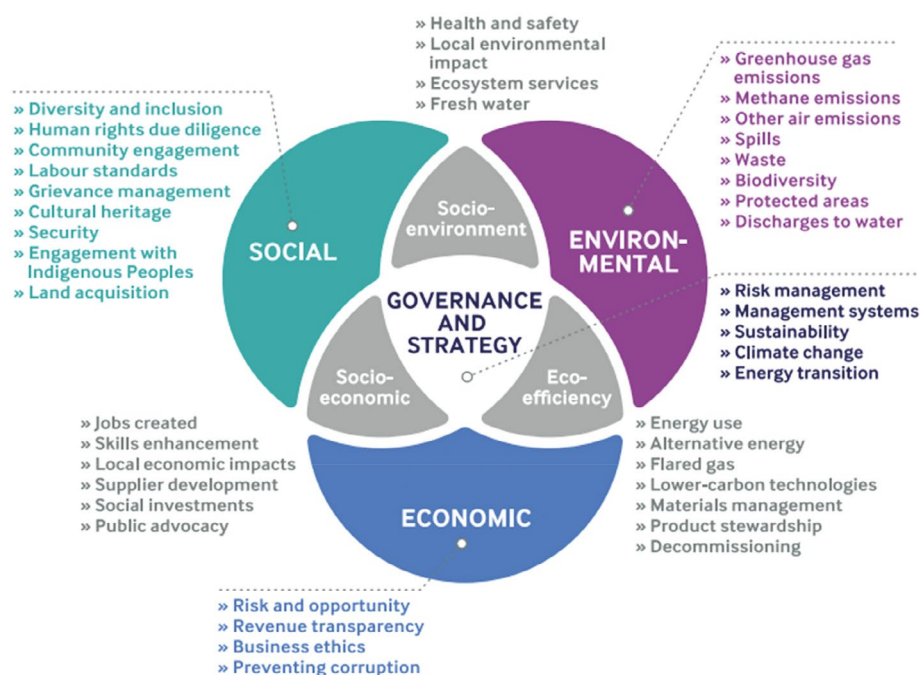 » Health and safety
» Local environmental
impact
» Ecosystem services
» Fresh water
» Diversity and inclusion
» Human rights due diligence
» Community engagement
» Labour standards
» Grievance management
» Cultural heritage
» Security
» Engagement with
Indigenous Peoples
» Land acquisition
» Greenhouse gas
emissions
» Methane emissions
» Other air emissions
» Spills
» Waste
» Biodiversity
» Protected areas
» Discharges to water
Socio-
environment
SOCIAL
ENVIRON-
MENTAL
GOVERNANCE
AND
STRATEGY
» Risk management
» Management systems
» Sustainability
» Climate change
» Energy transition
Socio-
economic
Eco-
efficiency
» Jobs created
» Skills enhancement
» Local economic impacts
» Supplier development
» Social investments
» Public advocacy
» Energy use
» Alternative energy
» Flared gas
» Lower-carbon technologies
» Materials management
» Product stewardship
» Decommissioning
ECONOMIC
» Risk and opportunity
» Revenue transparency
» Business ethics
» Preventing corruption